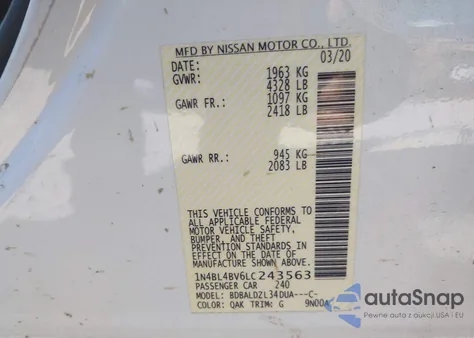 MFD BY NISSAN MOTOR CO., LTD.
DATE: 03/20
GVWR: 1963 KG
4328 LB
GAWR FR.: 1097 KG
2418 LB
GAWR RR.: 945 KG
2083 LB
THIS VEHICLE CONFORMS TO
ALL APPLICABLE FEDERAL
MOTOR VEHICLE SAFETY,
BUMPER, AND THEFT
PREVENTION STANDARDS IN
EFFECT ON THE DATE OF
MANUFACTURE SHOWN ABOVE.
1N4BL4BV6LC243563
PASSENGER CAR 240
MODEL: BDBALDZL34DUA---C-
COLOR: QAK TRIM: G 9N00A
autoSnap
Pewne auta z dostawą z USA i EU